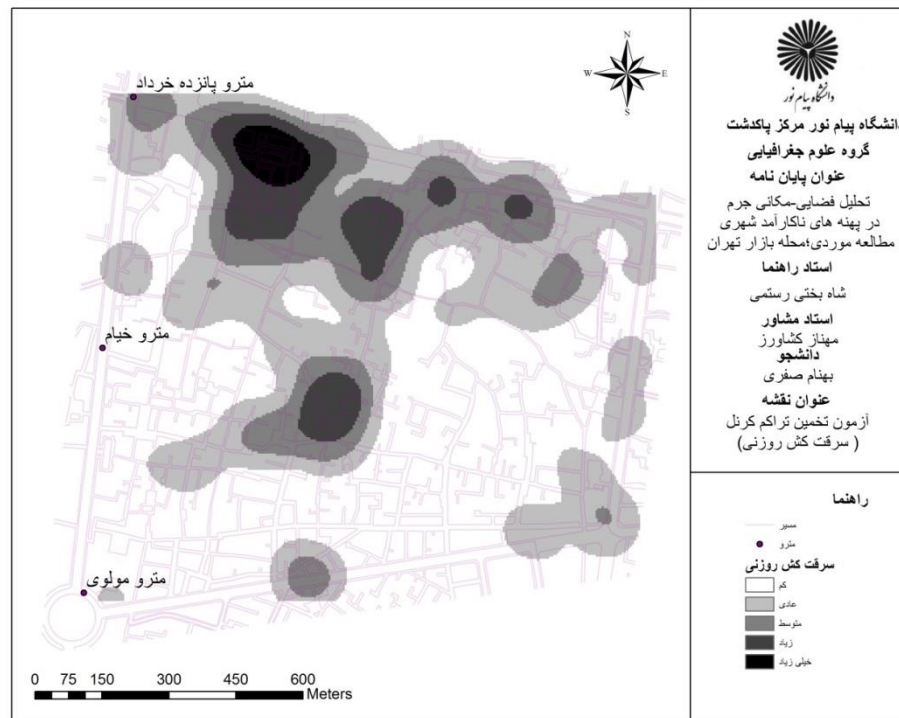 مترو پانزده خرداد
مترو خیام
مترو مولوی
N
W
E
S
0 75 150 300 450 600
Meters
دانشگاه پیام نور
دانشگاه پیام نور مرکز پاکدشت
گروه علوم جغرافیایی
عنوان پایان نامه
تحلیل فضایی-مکانی جرم
در پهنه های ناکارآمد شهری
مطالعه موردی؛محله بازار تهران
استاد راهنما
شاه بختی رستمی
استاد مشاور
مهناز کشاورز
دانشجو
بهنام صفری
عنوان نقشه
آزمون تخمین تراکم کرنل
( سرقت کش روزنی)
راهنما
مسیر
مترو
سرقت کش روزنی
کم
عادی
متوسط
زیاد
خیلی زیاد